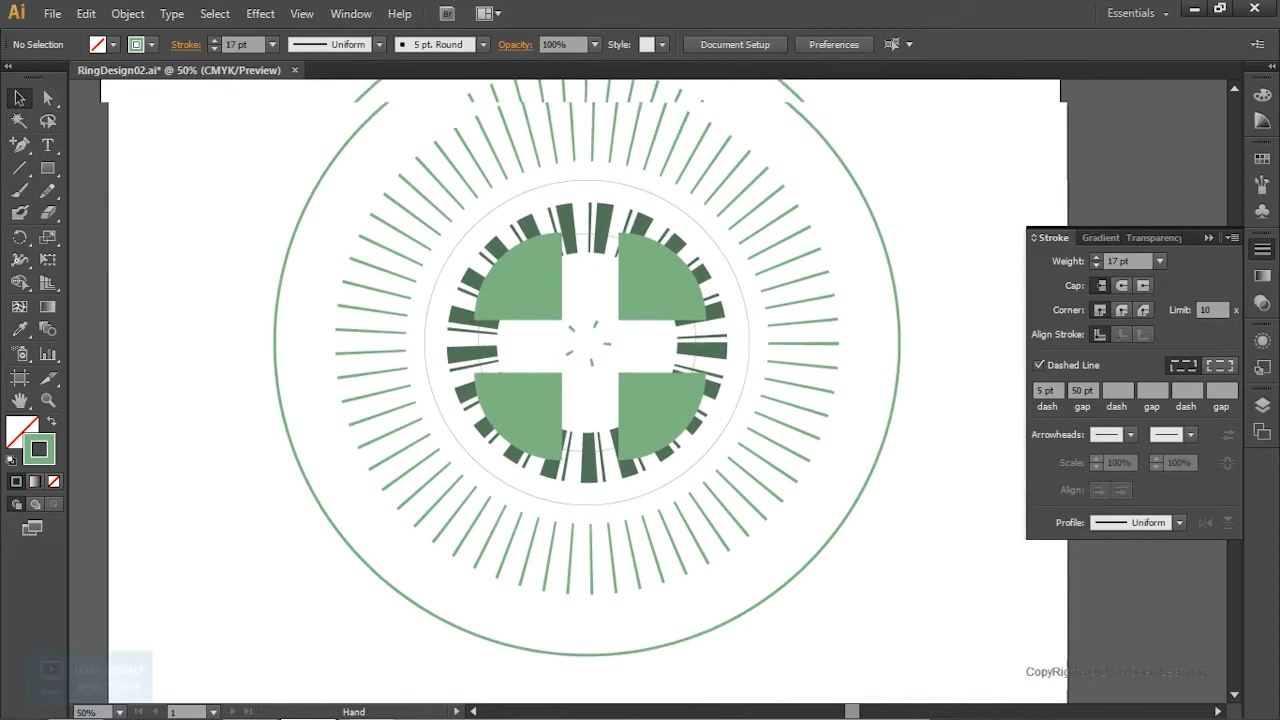 Ai File Edit Object Type Select Effect View Window Help Br Essentials
No Selection Stroke: 17 pt Uniform 5 pt. Round Opacity: 100% Style: Document Setup Preferences
RingDesign02.ai* @ 50% (CMYK/Preview)
Stroke Gradient Transparency
Weight: 17 pt
Cap:
Corner: Limit: 10 x
Align Stroke:
Dashed Line
5 pt 50 pt
dash gap dash gap dash gap
Arrowheads:
Scale: 100% 100%
Align:
Profile: Uniform
50% 1 Hand